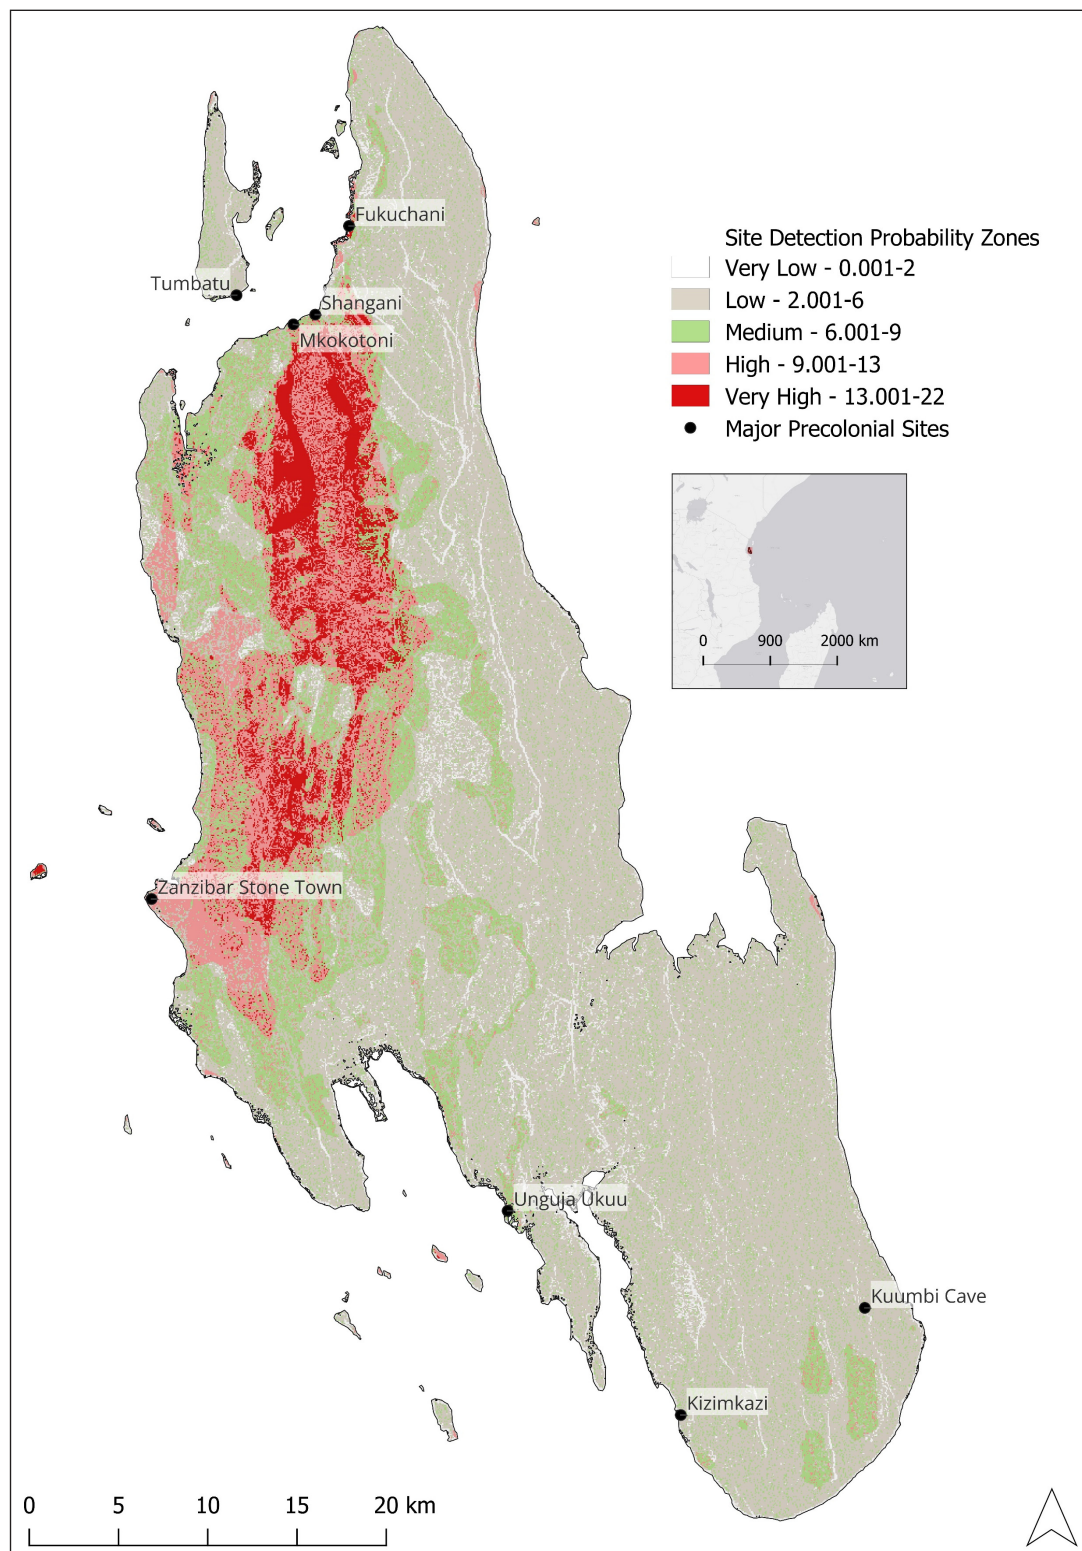 Fukuchani
Tumbatu
Shangani
Mkokotoni
Site Detection Probability Zones
Very Low - 0.001-2
Low - 2.001-6
Medium - 6.001-9
High - 9.001-13
Very High - 13.001-22
Major Precolonial Sites
0 900 2000 km
Zanzibar Stone Town
Unguja Ukuu
Kuumbi Cave
Kizimkazi
0 5 10 15 20 km